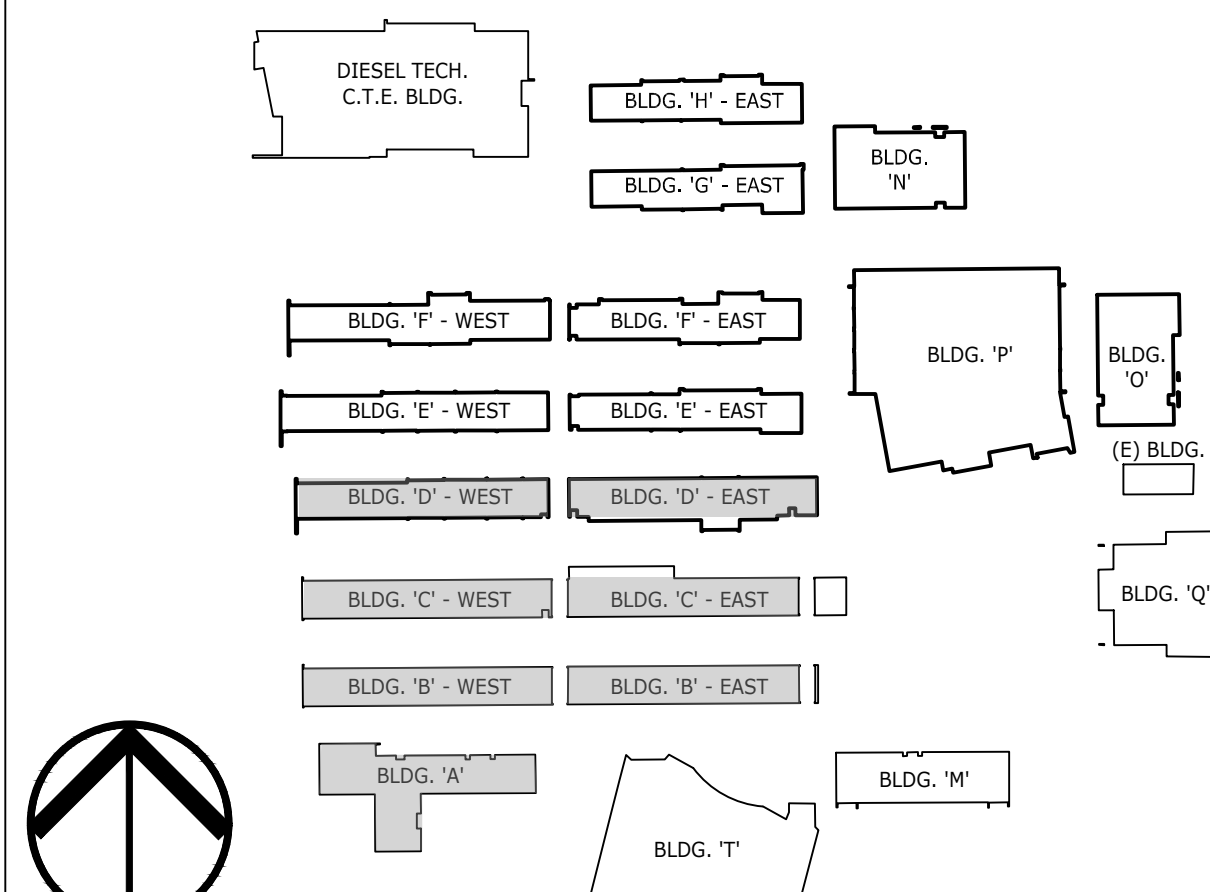 DIESEL TECH.
C.T.E. BLDG.
BLDG. 'H' - EAST
BLDG.
'N'
BLDG. 'G' - EAST
BLDG. 'F' - WEST
BLDG. 'F' - EAST
BLDG. 'P'
BLDG.
'O'
BLDG. 'E' - WEST
BLDG. 'E' - EAST
(E) BLDG.
BLDG. 'D' - WEST
BLDG. 'D' - EAST
BLDG. 'C' - WEST
BLDG. 'C' - EAST
BLDG. 'Q'
BLDG. 'B' - WEST
BLDG. 'B' - EAST
BLDG. 'A'
BLDG. 'M'
BLDG. 'T'